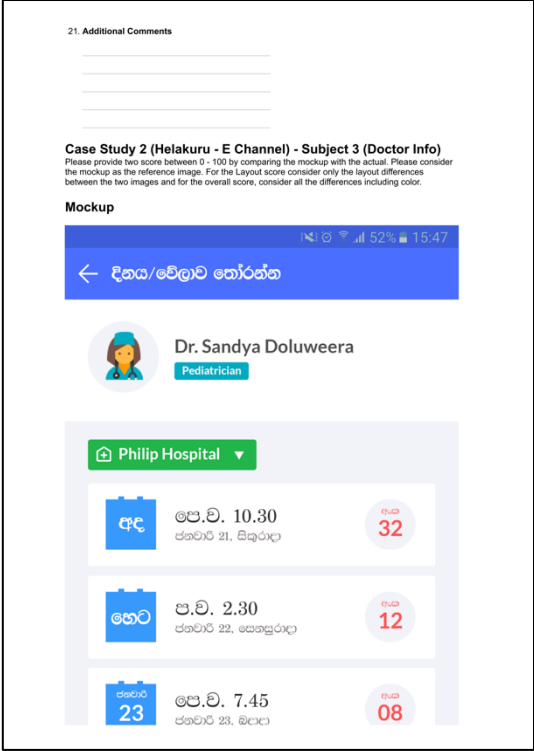 21. Additional Comments
Case Study 2 (Helakuru - E Channel) - Subject 3 (Doctor Info)
Please provide two score between 0 - 100 by comparing the mockup with the actual. Please consider
the mockup as the reference image. For the Layout score consider only the layout differences
between the two images and for the overall score, consider all the differences including color.
Mockup
52% 15:47
දිනය/වේලාව තෝරන්න
Dr. Sandya Doluweera
Pediatrician
Philip Hospital
අද
පෙ.ව. 10.30
ජනවාරි 21, සිකුරාදා
අංක
32
හෙට
ප.ව. 2.30
ජනවාරි 22, සෙනසුරාදා
අංක
12
ජනවාරි
23
පෙ.ව. 7.45
ජනවාරි 23, ඉරිදා
අංක
08